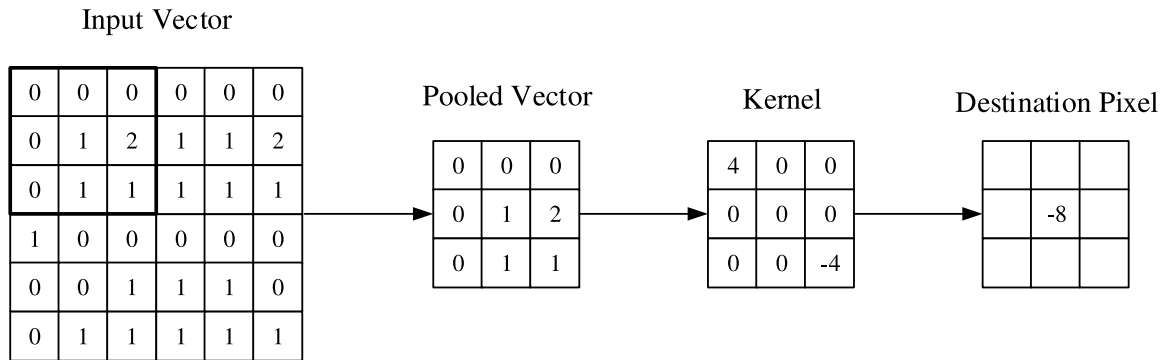 Input Vector
Pooled Vector
Kernel
Destination Pixel
0 0 0 0 0 0
0 1 2 1 1 2
0 1 1 1 1 1
1 0 0 0 0 0
0 0 1 1 1 0
0 1 1 1 1 1
0 0 0
0 1 2
0 1 1
4 0 0
0 0 0
0 0 -4
-8